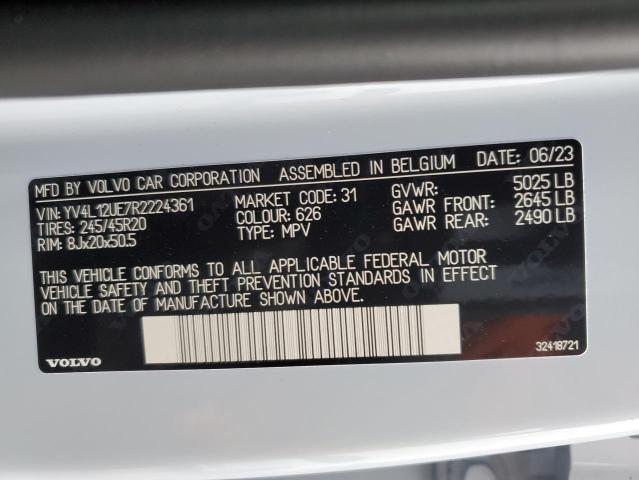 MFD BY VOLVO CAR CORPORATION ASSEMBLED IN BELGIUM DATE: 06/23
VIN: YV4L12UE7R2224361 MARKET CODE: 31 GVWR: 5025 LB
TIRES: 245/45R20 COLOUR: 626 GAWR FRONT: 2645 LB
RIM: 8Jx20x50.5 TYPE: MPV GAWR REAR: 2490 LB
THIS VEHICLE CONFORMS TO ALL APPLICABLE FEDERAL MOTOR
VEHICLE SAFETY AND THEFT PREVENTION STANDARDS IN EFFECT
ON THE DATE OF MANUFACTURE SHOWN ABOVE.
VOLVO 32418721